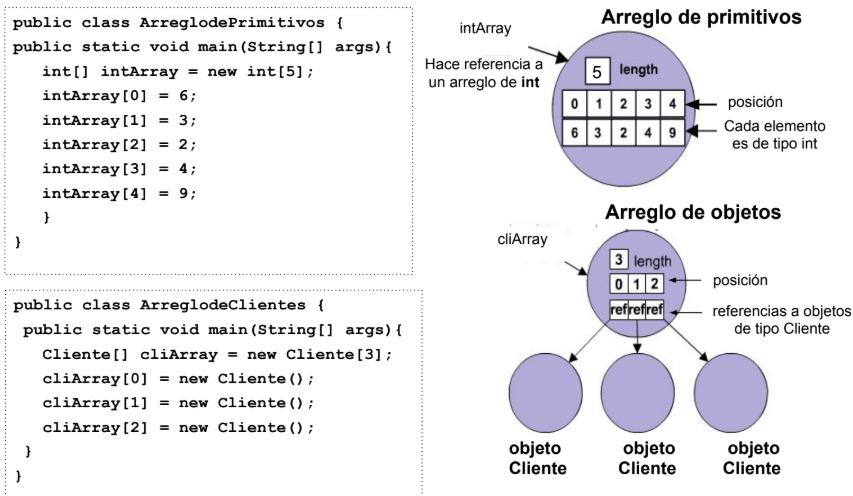 public class ArreglodePrimitivos {
public static void main(String[] args){
int[] intArray = new int[5];
intArray[0] = 6;
intArray[1] = 3;
intArray[2] = 2;
intArray[3] = 4;
intArray[4] = 9;
}
}
public class ArreglodeClientes {
public static void main(String[] args){
Cliente[] cliArray = new Cliente[3];
cliArray[0] = new Cliente();
cliArray[1] = new Cliente();
cliArray[2] = new Cliente();
}
}
Arreglo de primitivos
intArray
Hace referencia a
un arreglo de int
5 length
0 1 2 3 4
posición
6 3 2 4 9
Cada elemento
es de tipo int
Arreglo de objetos
cliArray
3 length
0 1 2
posición
ref ref ref
referencias a objetos
de tipo Cliente
objeto
Cliente
objeto
Cliente
objeto
Cliente